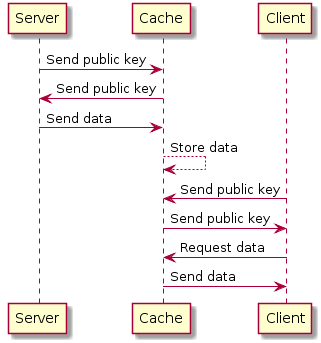 Server Cache Client
Send public key
Send public key
Send data
Store data
Send public key
Send public key
Request data
Send data
Server Cache Client